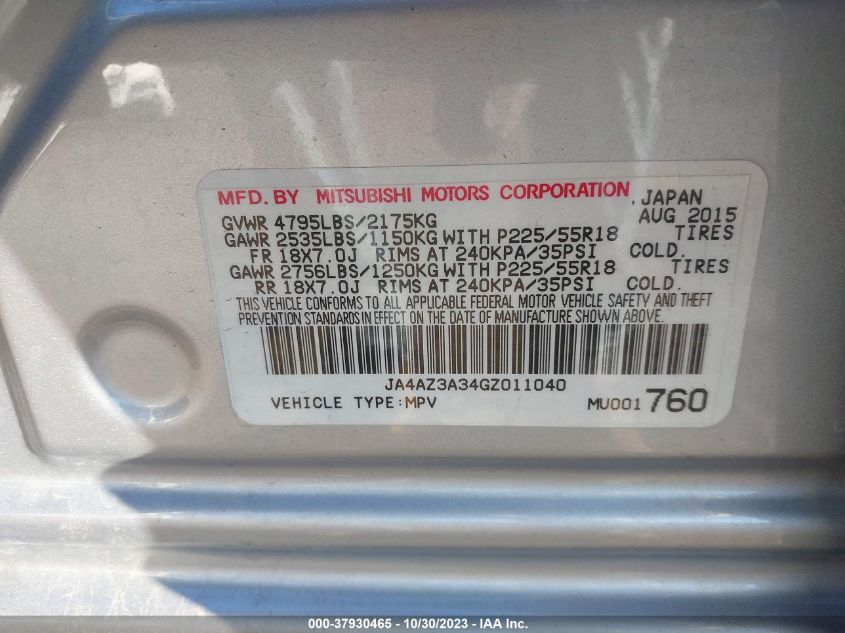 MFD. BY MITSUBISHI MOTORS CORPORATION , JAPAN
GVWR 4795LBS/2175KG AUG 2015
GAWR 2535LBS/1150KG WITH P225/55R18 TIRES
FR 18X7.0J RIMS AT 240KPA/35PSI COLD.
GAWR 2756LBS/1250KG WITH P225/55R18 TIRES
RR 18X7.0J RIMS AT 240KPA/35PSI COLD.
THIS VEHICLE CONFORMS TO ALL APPLICABLE FEDERAL MOTOR VEHICLE SAFETY AND THEFT
PREVENTION STANDARDS IN EFFECT ON THE DATE OF MANUFACTURE SHOWN ABOVE.
JA4AZ3A34GZ011040
VEHICLE TYPE:MPV MU001 760
000-37930465 - 10/30/2023 - IAA Inc.